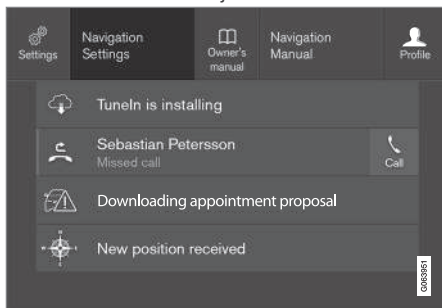 Settings
Navigation
Settings
Owner's
manual
Navigation
Manual
Profile
TuneIn is installing
Sebastian Petersson
Missed call
Call
Downloading appointment proposal
New position received
G063951